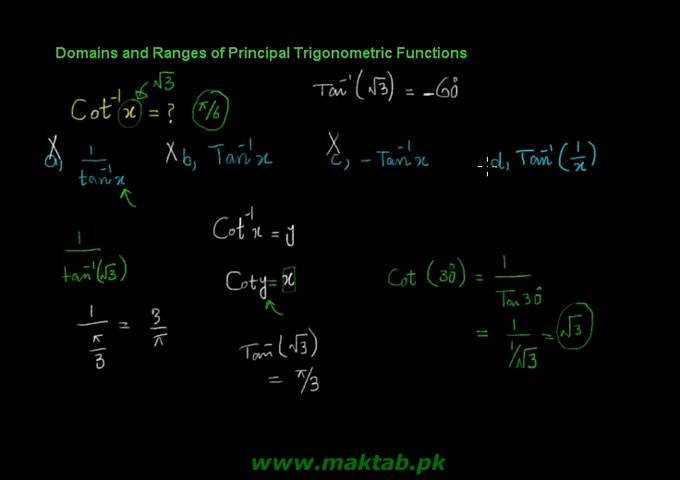 Domains and Ranges of Principal Trigonometric Functions
√3
Cot⁻¹ x = ? π/6
Tan⁻¹(√3) = -60°
X a, 1/tan⁻¹x
X b, Tan⁻¹x
X c, -Tan⁻¹x
d, Tan⁻¹(1/x)
1/tan⁻¹(√3)
1/(π/3) = 3/π
Cot⁻¹x = y
Coty = x
Tan⁻¹(√3)
= π/3
Cot(30°) = 1/Tan30°
= 1/(1/√3) = √3
www.maktab.pk